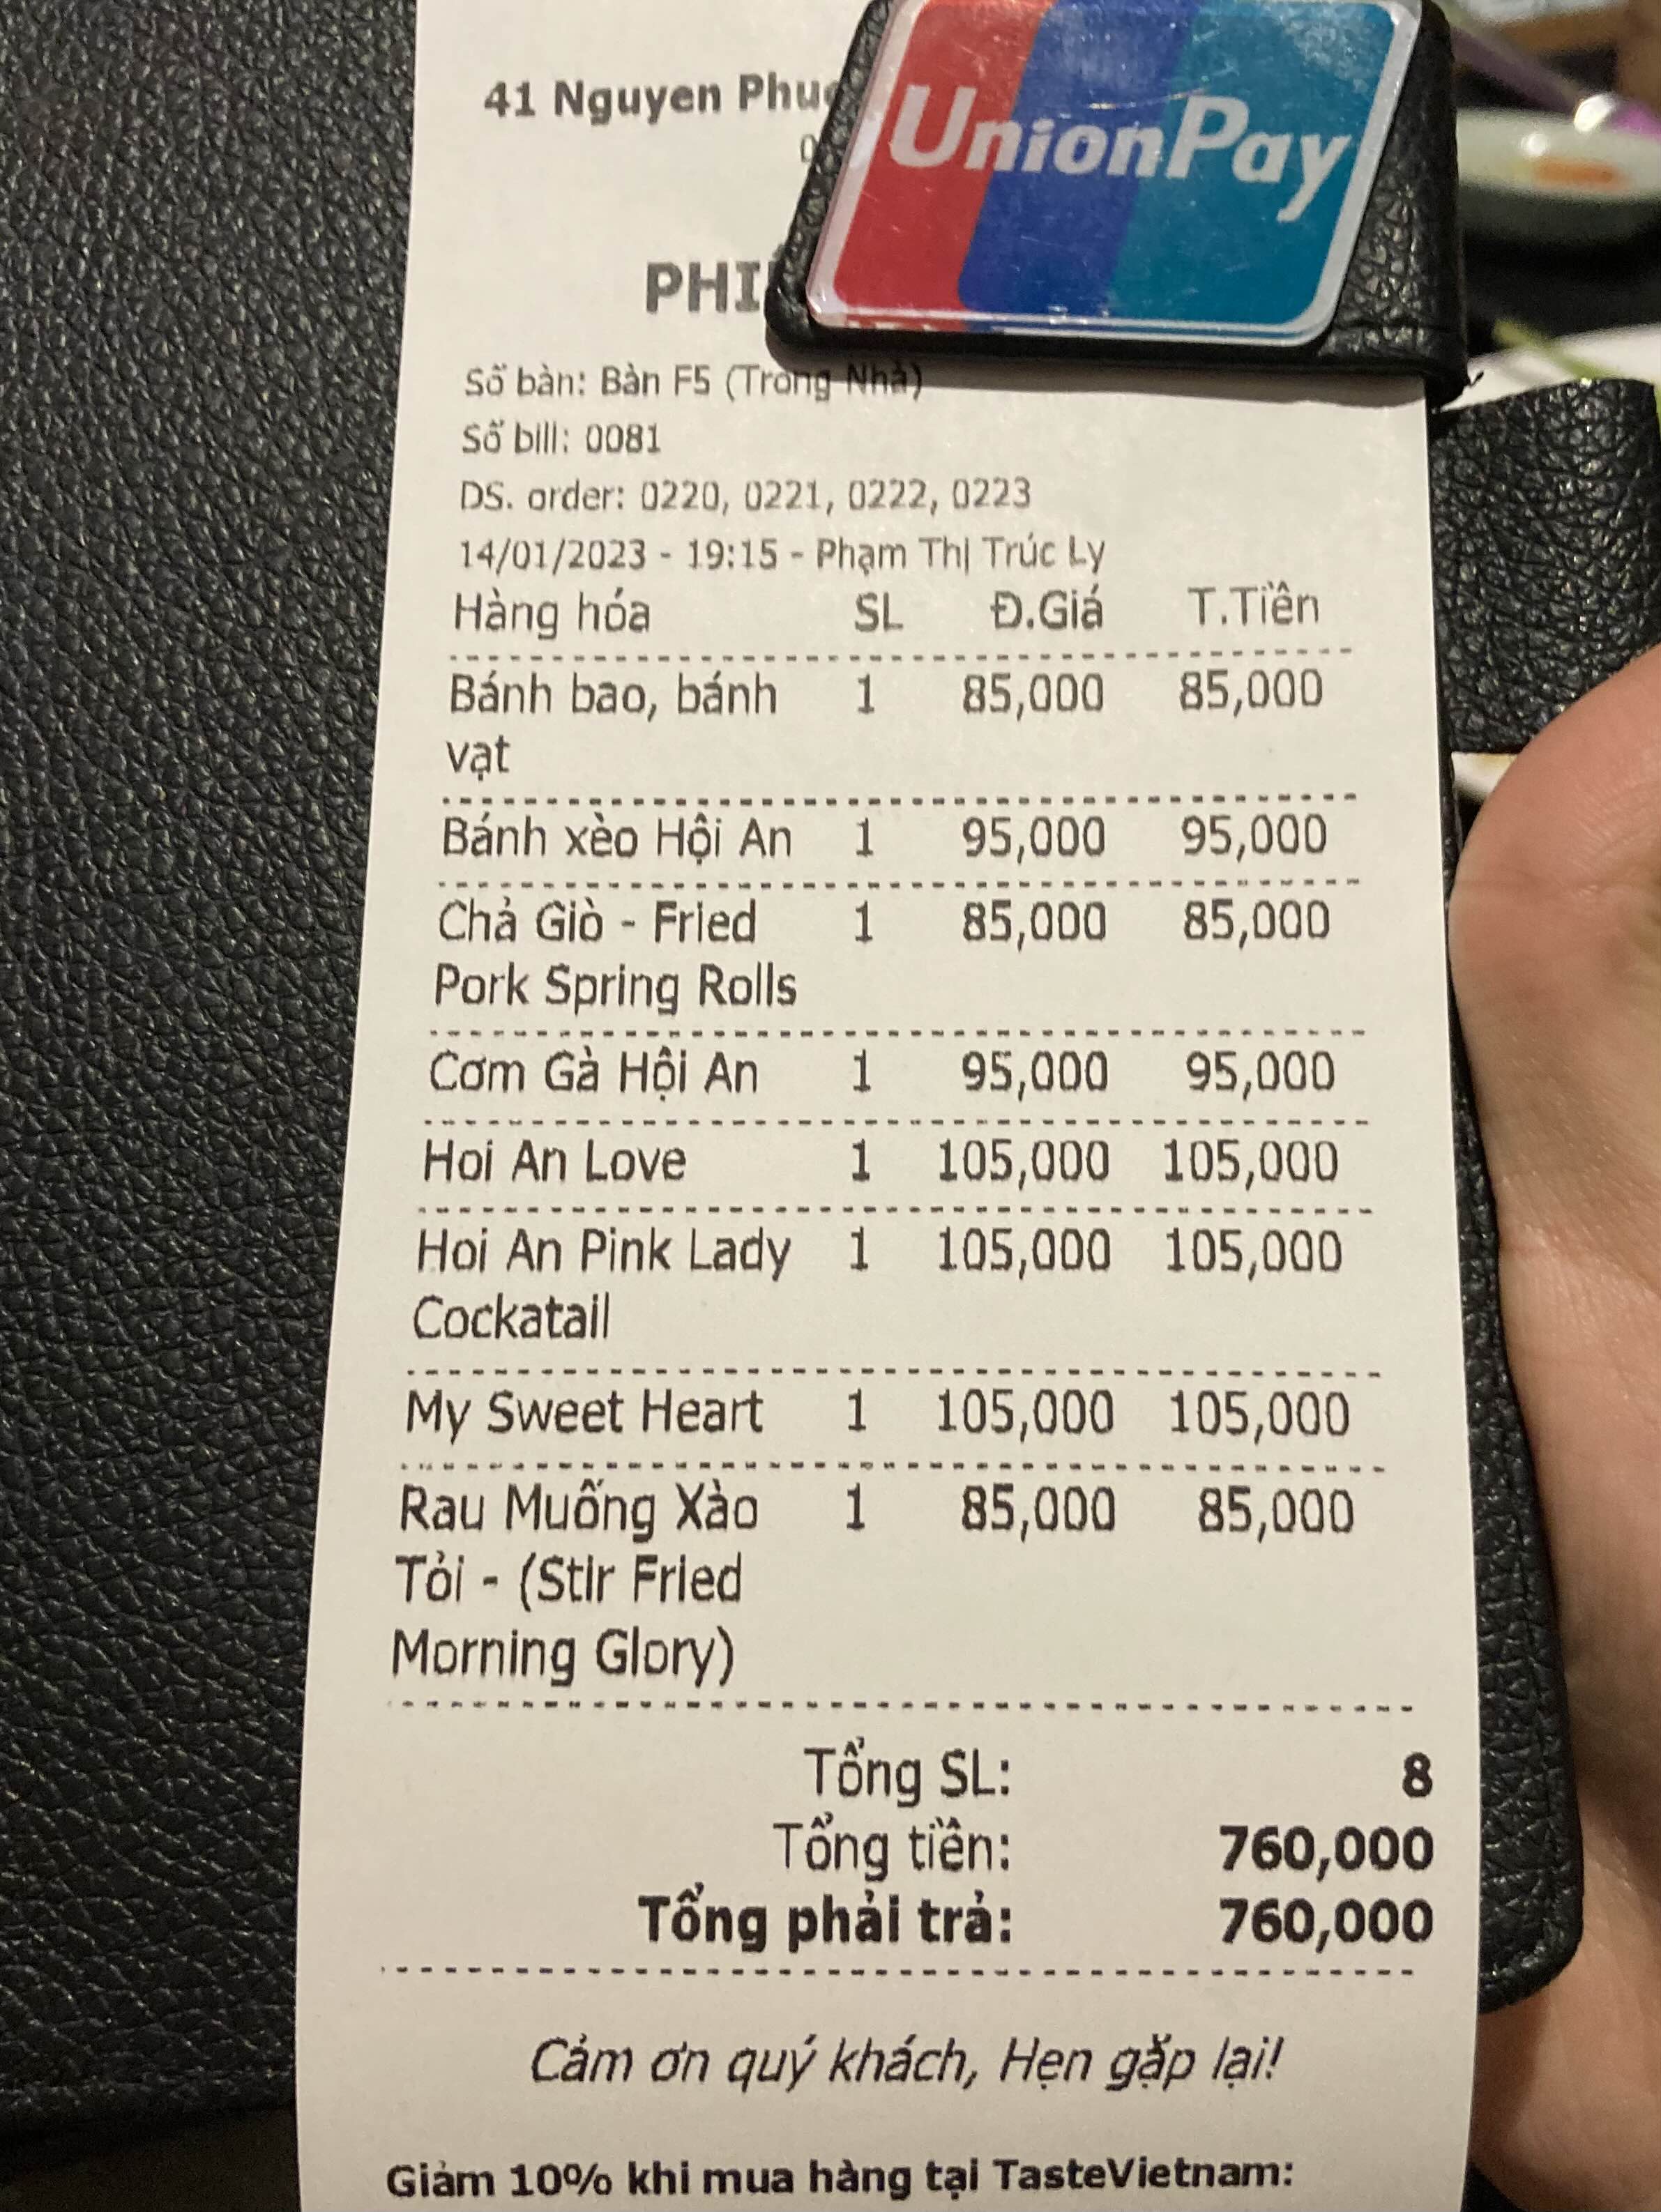 UnionPay
41 Nguyen
Số bàn: Bàn F5 (Trong Nhà)
Số bill: 0081
DS. order: 0220, 0221, 0222, 0223
14/01/2023 - 19:15 - Phạm Thị Trúc Ly
Hàng hóa SL Đ.Giá T.Tiền
Bánh bao, bánh 1 85,000 85,000
vạt
Bánh xèo Hội An 1 95,000 95,000
Chả Giò - Fried 1 85,000 85,000
Pork Spring Rolls
Cơm Gà Hội An 1 95,000 95,000
Hoi An Love 1 105,000 105,000
Hoi An Pink Lady 1 105,000 105,000
Cockatail
My Sweet Heart 1 105,000 105,000
Rau Muống Xào 1 85,000 85,000
Tỏi - (Stir Fried
Morning Glory)
Tổng SL: 8
Tổng tiền: 760,000
Tổng phải trả: 760,000
Cảm ơn quý khách, Hẹn gặp lại!
Giảm 10% khi mua hàng tại TasteVietnam: